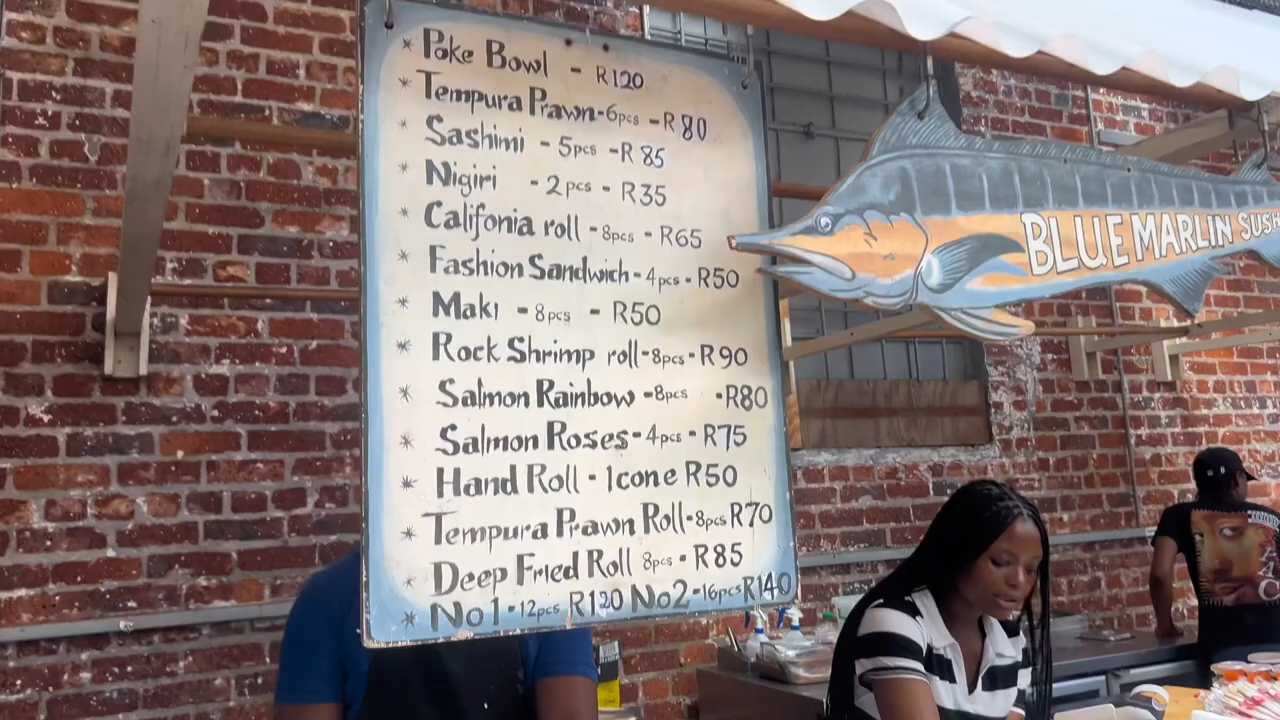 * Poke Bowl - R120
* Tempura Prawn-6pcs -R80
* Sashimi - 5pcs -R 85
* Nigiri - 2pcs - R35
* Califonia roll - 8pcs - R65
* Fashion Sandwich - 4pcs - R50
* Maki - 8pcs - R50
* Rock Shrimp roll-8pcs-R90
* Salmon Rainbow -8pcs -R80
* Salmon Roses-4pcs - R75
* Hand Roll - 1cone R50
* Tempura Prawn Roll-8pcs R70
* Deep Fried Roll 8pcs - R85
* No1-12pcs R120 No2-16pcs R140
BLUE MARLIN SUSH